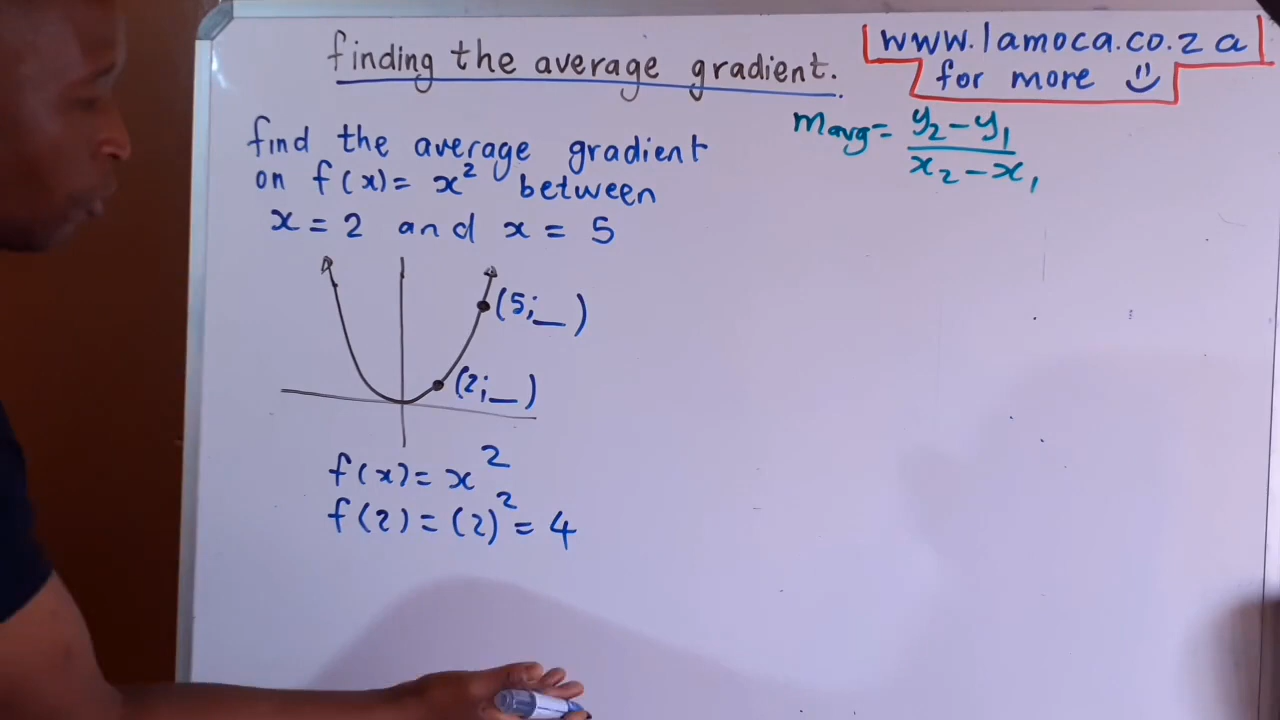 finding the average gradient.
www.lamoca.co.za
for more
find the average gradient
on f(x)= x² between
x = 2 and x = 5
m avg = y₂-y₁
x₂-x₁
(5;_)
(2;_)
f(x)= x²
f(2) = (2)² = 4